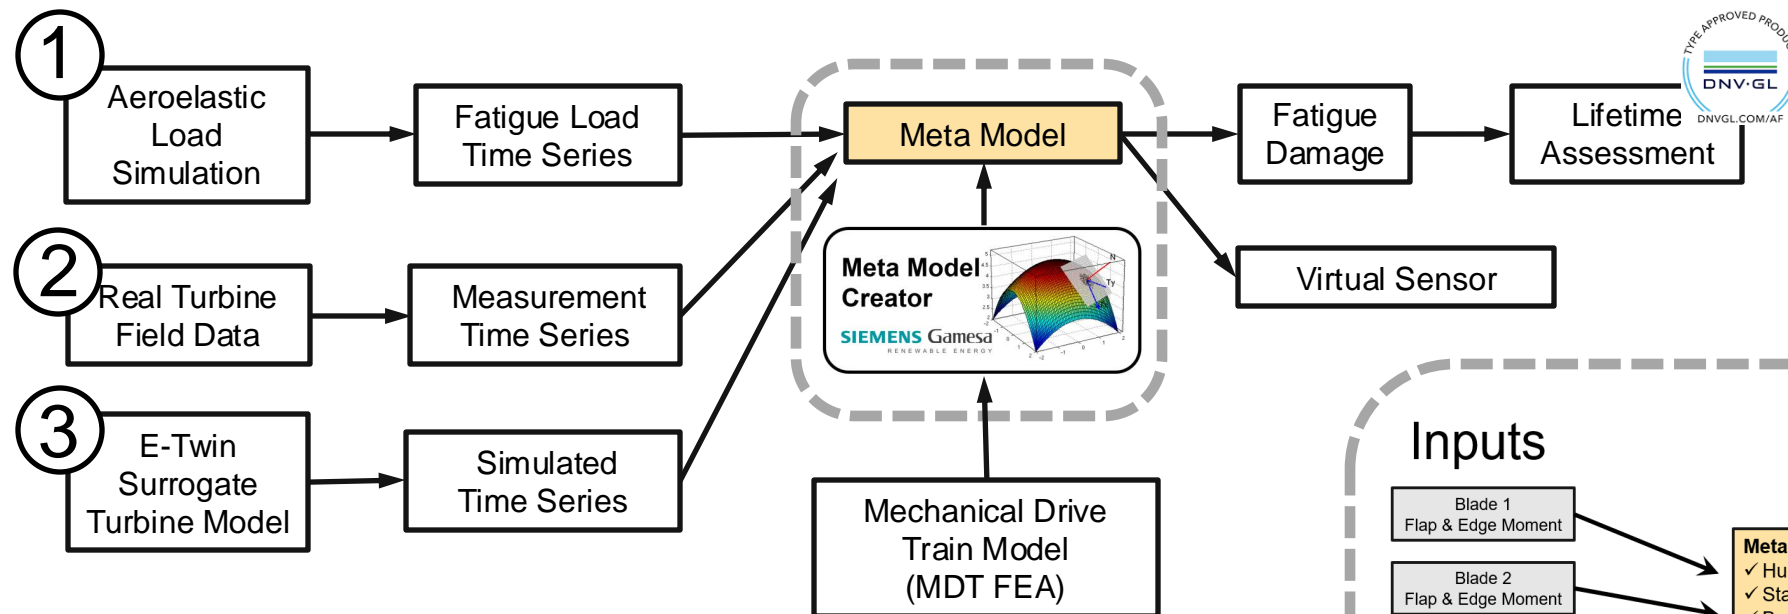 1
Aeroelastic
Load
Simulation
Fatigue Load
Time Series
Meta Model
Fatigue
Damage
Lifetime
Assessment
TYPE APPROVED
DNV·GL
DNVGL.COM/AF
2
Real Turbine
Field Data
Measurement
Time Series
Meta Model
Creator
SIEMENS Gamesa
RENEWABLE ENERGY
N
Ty
Virtual Sensor
3
E-Twin
Surrogate
Turbine Model
Simulated
Time Series
Mechanical Drive
Train Model
(MDT FEA)
Inputs
Blade 1
Flap & Edge Moment
Blade 2
Flap & Edge Moment
Meta
✓ Hu
✓ Sta